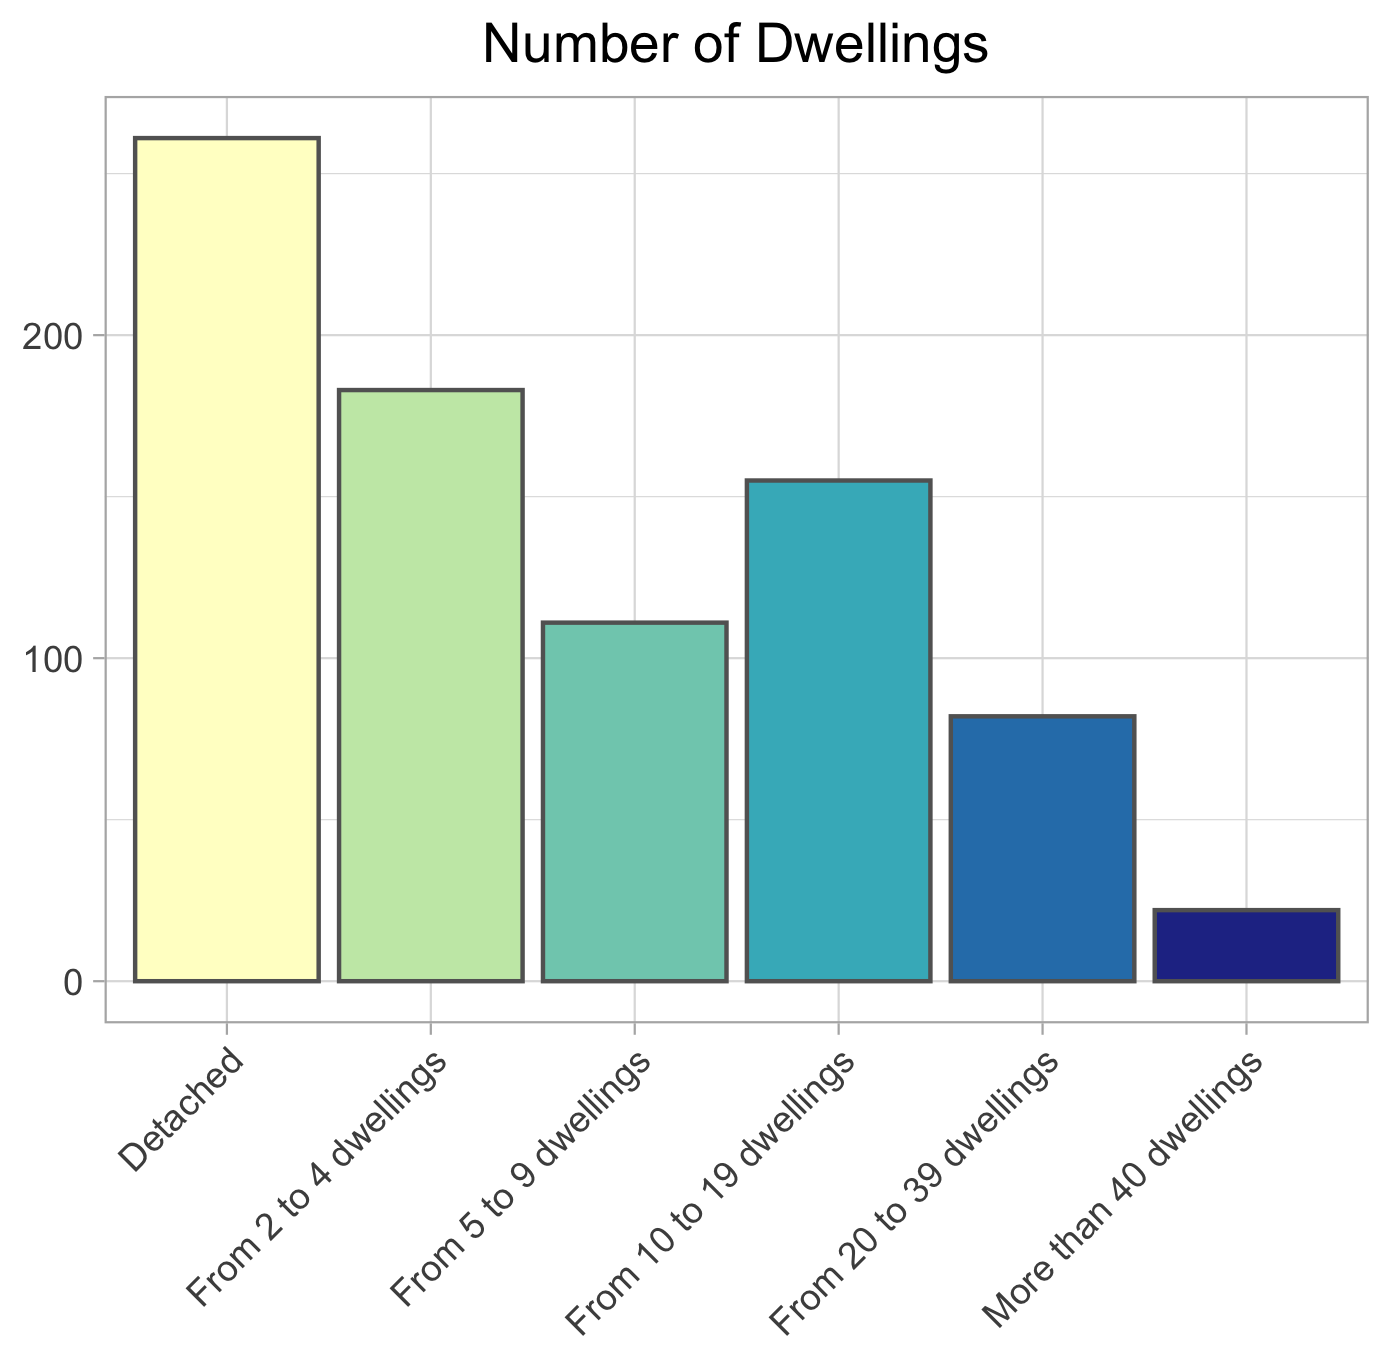 Number of Dwellings
200
100
0
Detached
From 2 to 4 dwellings
From 5 to 9 dwellings
From 10 to 19 dwellings
From 20 to 39 dwellings
More than 40 dwellings